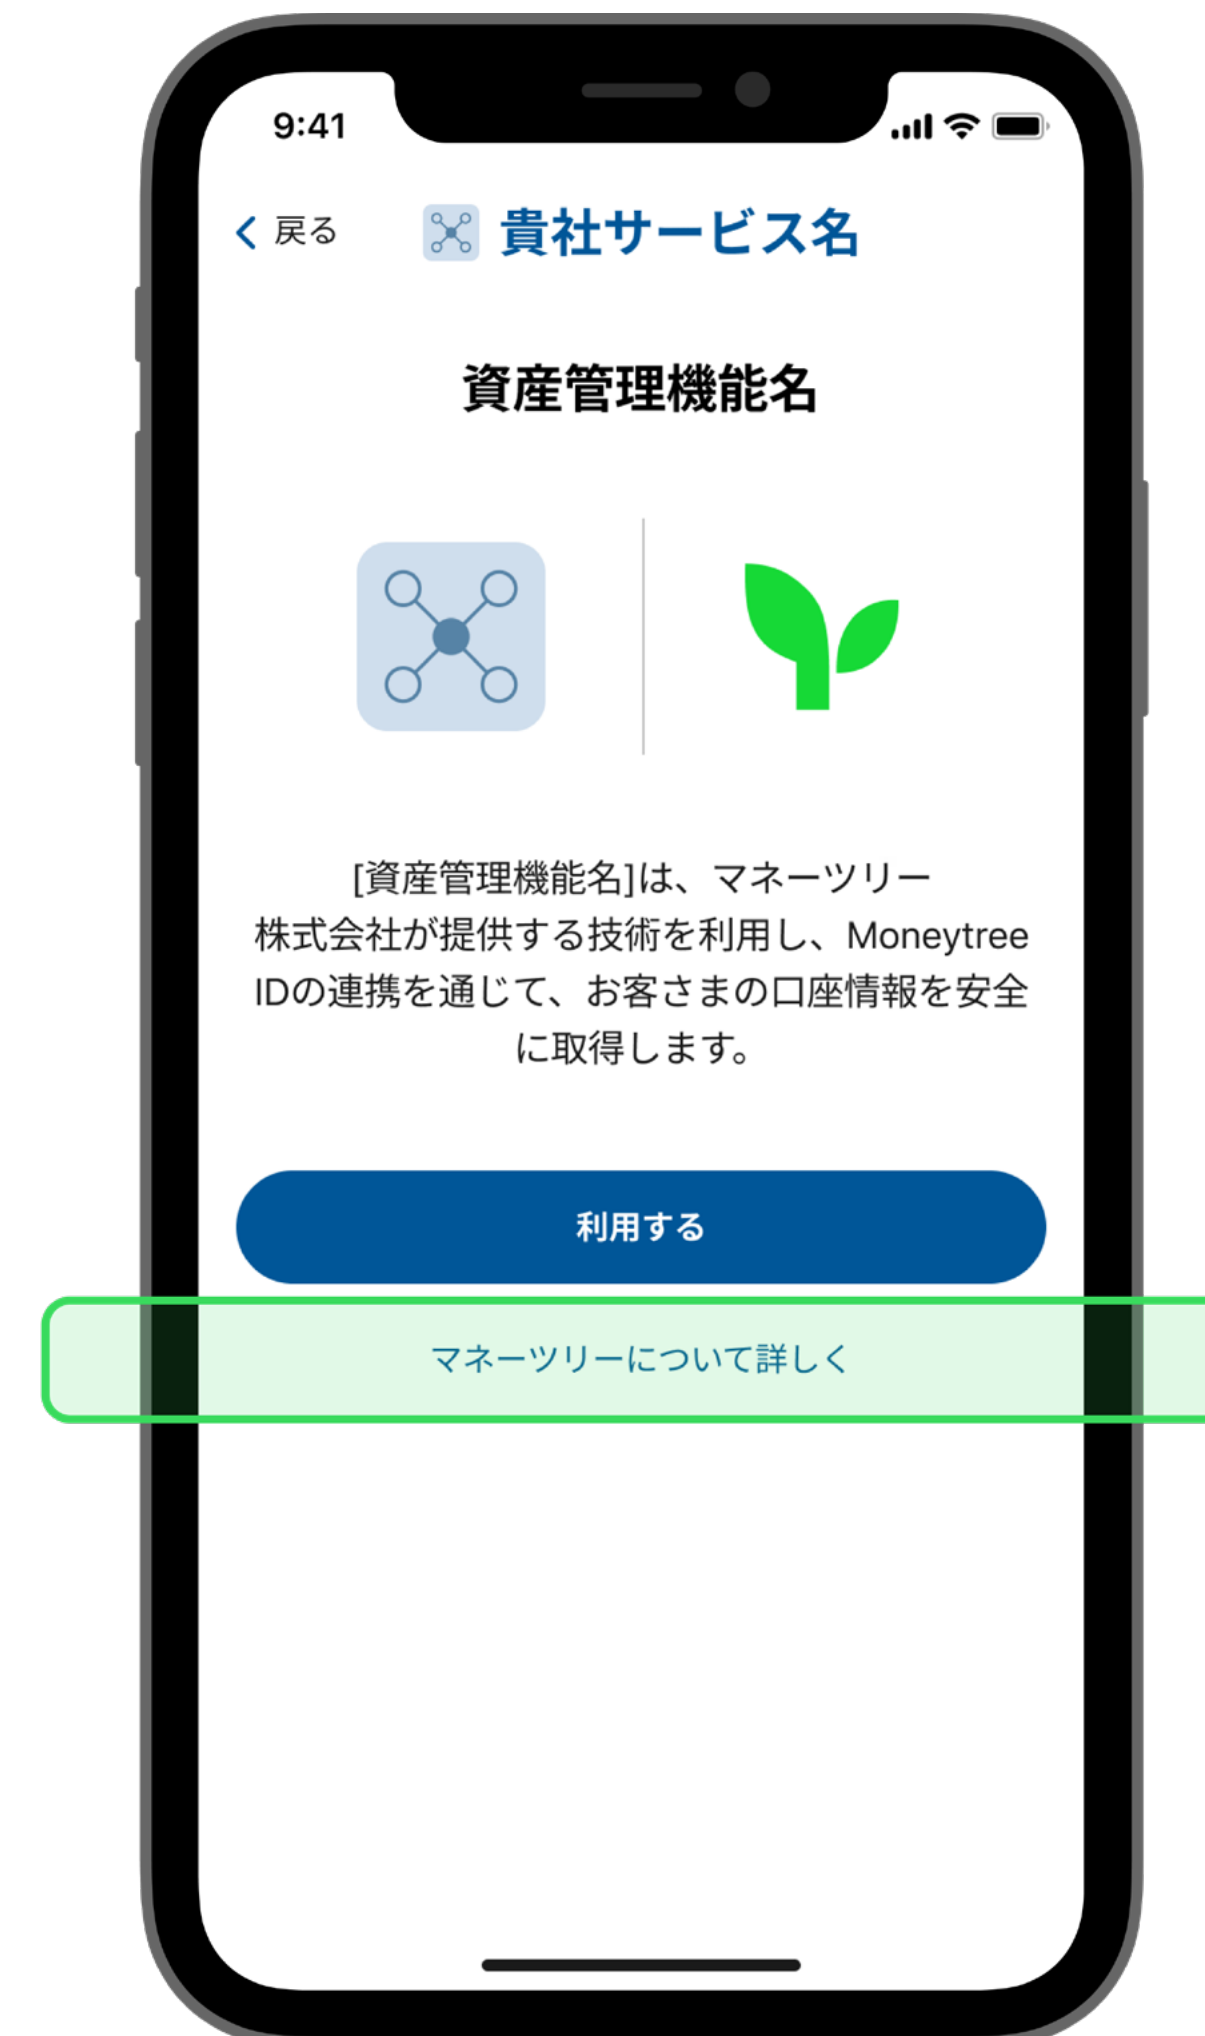 9:41
戻る
貴社サービス名
資産管理機能名
[資産管理機能名]は、マネーツリー
株式会社が提供する技術を利用し、Moneytree
IDの連携を通じて、お客さまの口座情報を安全
に取得します。
利用する
マネーツリーについて詳しく